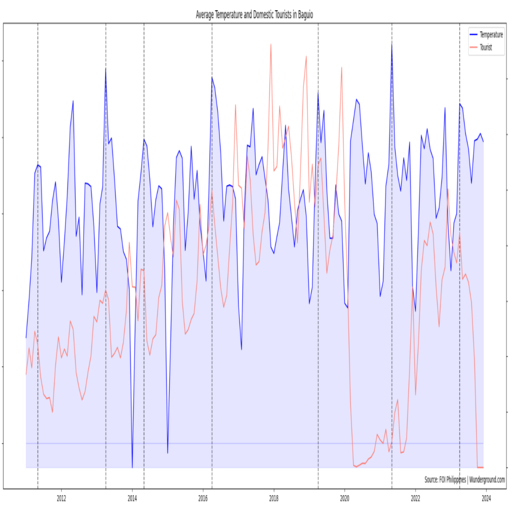 Average Temperature and Domestic Tourists in Baguio
Temperature
Tourist
Source: FOI Philippines | Wunderground.com
2012 2014 2016 2018 2020 2022 2024